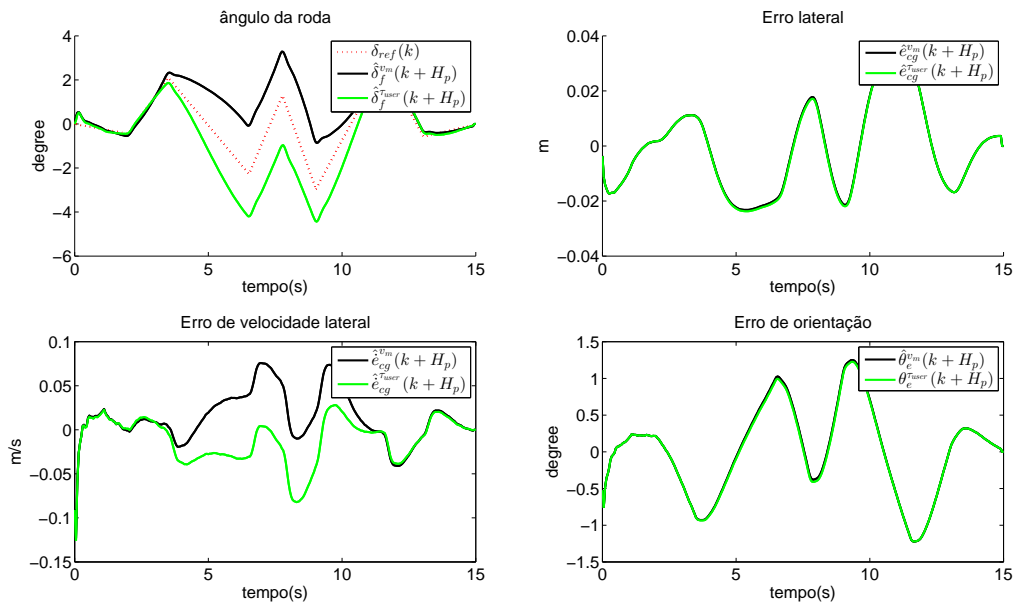 ângulo da roda
4
2
0
−2
−4
−6
degree
0
5
10
15
tempo(s)
δ_ref(k)
δ̂_f^{v_m}(k + H_p)
δ̂_f^{τ_user}(k + H_p)
Erro lateral
0.04
0.02
0
−0.02
−0.04
m
0
5
10
15
tempo(s)
ê_cg^{v_m}(k + H_p)
ê_cg^{τ_user}(k + H_p)
Erro de velocidade lateral
0.1
0.05
0
−0.05
−0.1
−0.15
m/s
0
5
10
15
tempo(s)
ė̂_cg^{v_m}(k + H_p)
ė̂_cg^{τ_user}(k + H_p)
Erro de orientação
1.5
1
0.5
0
−0.5
−1
−1.5
degree
0
5
10
15
tempo(s)
θ̂_e^{v_m}(k + H_p)
θ_e^{τ_user}(k + H_p)